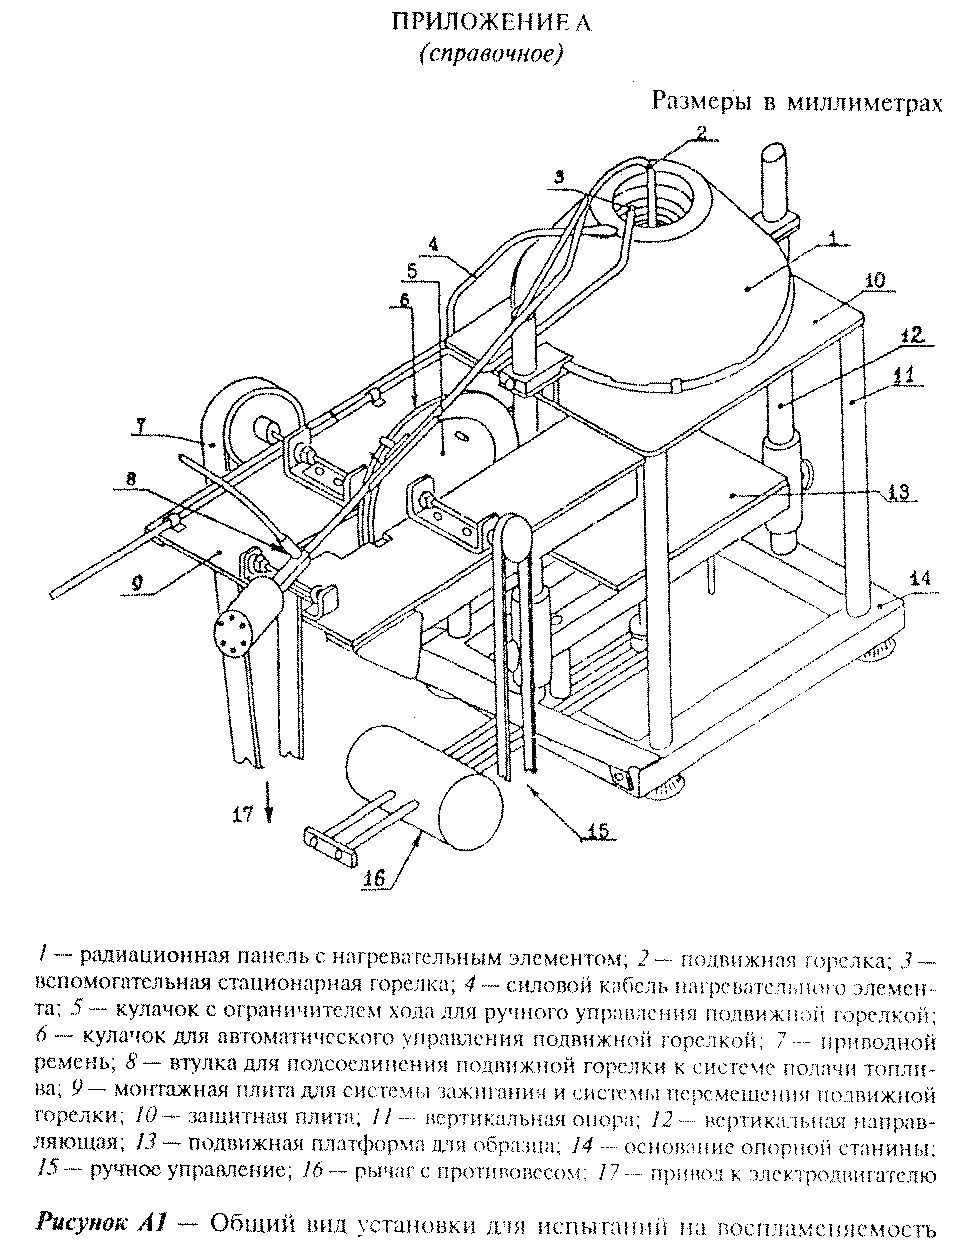 ПРИЛОЖЕНИЕ А
(справочное)
Размеры в миллиметрах
2
3
1
4
5
10
6
12
11
7
8
13
9
14
17
15
16
1 — радиационная панель с нагревательным элементом; 2 — подвижная горелка; 3 —
вспомогательная стационарная горелка; 4 — силовой кабель нагревательного элемен-
та; 5 — кулачок с ограничителем хода для ручного управления подвижной горелкой;
6 — кулачок для автоматического управления подвижной горелкой; 7 — приводной
ремень; 8 — втулка для подсоединения подвижной горелки к системе подачи топли-
ва; 9 — монтажная плита для системы зажигания и системы перемещения подвижной
горелки; 10 — защитная плита; 11 — вертикальная опора; 12 — вертикальная направ-
ляющая; 13 — подвижная платформа для образца; 14 — основание опорной станины;
15 — ручное управление; 16 — рычаг с противовесом; 17 — привод к электродвигателю
Рисунок А1 — Общий вид установки для испытаний на воспламеняемость